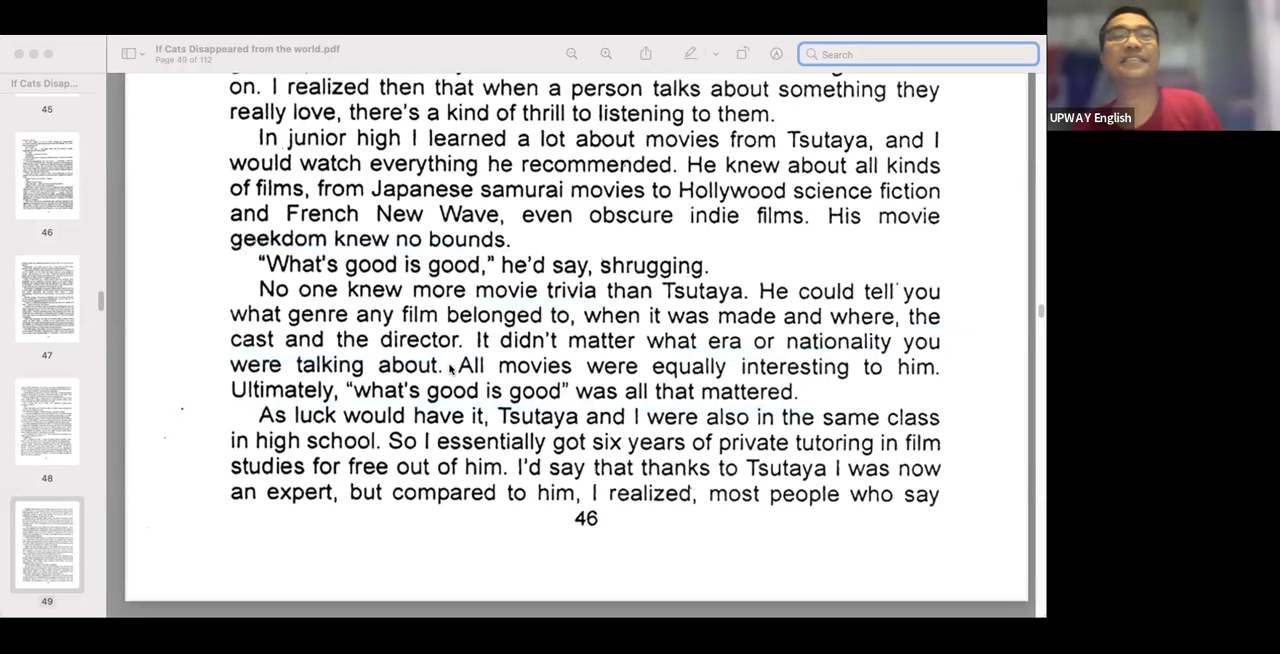 If Cats Disappeared from the world.pdf
Page 49 of 112
Search
UPWAY English
If Cats Disap...
45
46
47
48
49
on. I realized then that when a person talks about something they
really love, there's a kind of thrill to listening to them.
In junior high I learned a lot about movies from Tsutaya, and I
would watch everything he recommended. He knew about all kinds
of films, from Japanese samurai movies to Hollywood science fiction
and French New Wave, even obscure indie films. His movie
geekdom knew no bounds.
"What's good is good," he'd say, shrugging.
No one knew more movie trivia than Tsutaya. He could tell you
what genre any film belonged to, when it was made and where, the
cast and the director. It didn't matter what era or nationality you
were talking about. All movies were equally interesting to him.
Ultimately, "what's good is good" was all that mattered.
As luck would have it, Tsutaya and I were also in the same class
in high school. So I essentially got six years of private tutoring in film
studies for free out of him. I'd say that thanks to Tsutaya I was now
an expert, but compared to him, I realized, most people who say
46